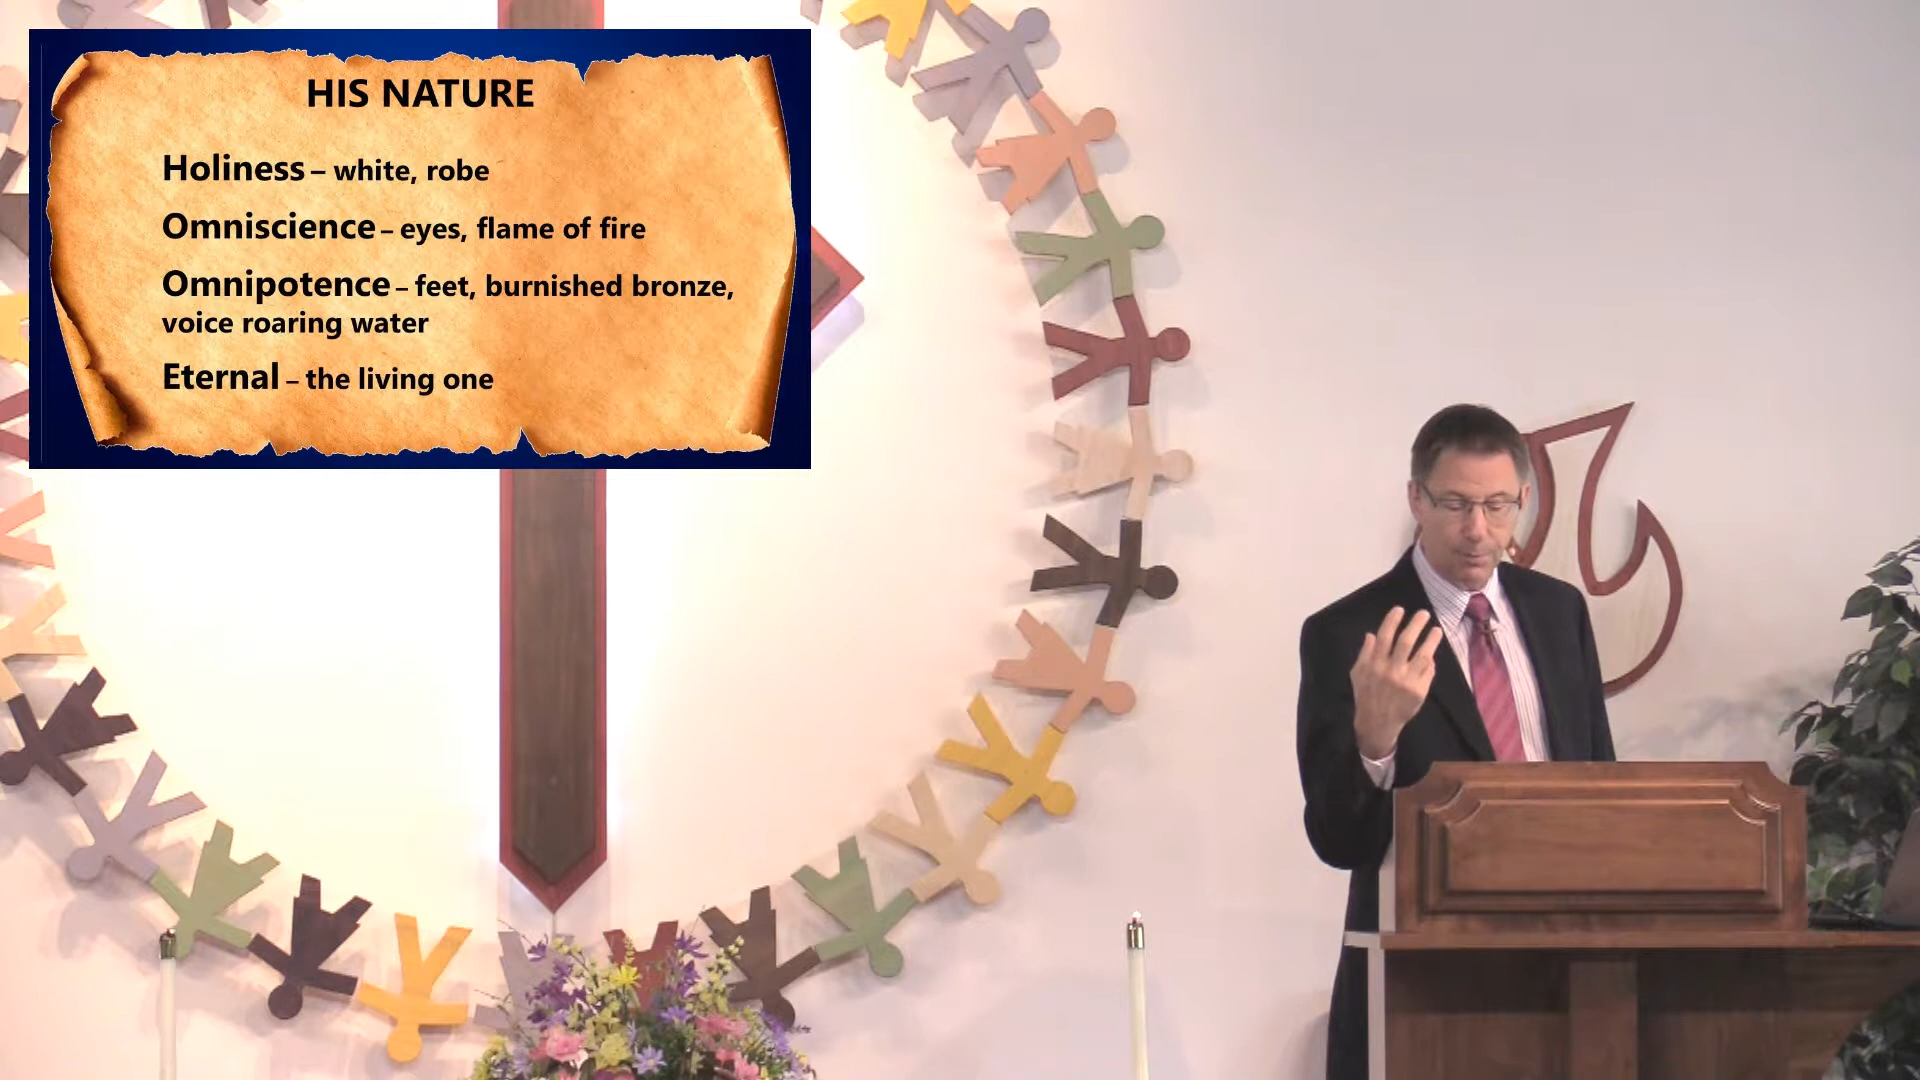 HIS NATURE
Holiness – white, robe
Omniscience – eyes, flame of fire
Omnipotence – feet, burnished bronze,
voice roaring water
Eternal – the living one